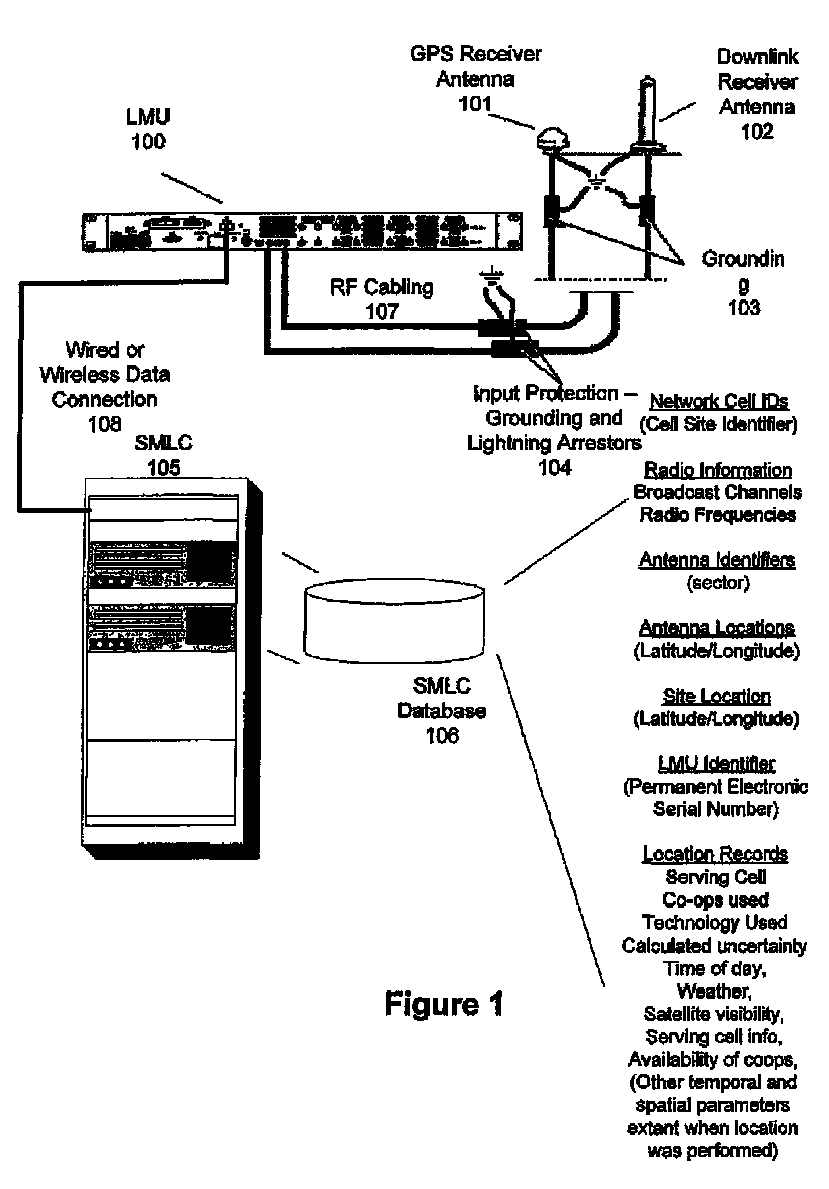 GPS Receiver
Antenna
101
Downlink
Receiver
Antenna
102
LMU
100
Groundin
g
103
RF Cabling
107
Wired or
Wireless Data
Connection
108
Input Protection –
Grounding and
Lightning Arrestors
104
SMLC
105
SMLC
Database
106
Network Cell IDs
(Cell Site Identifier)
Radio Information
Broadcast Channels
Radio Frequencies
Antenna Identifiers
(sector)
Antenna Locations
(Latitude/Longitude)
Site Location
(Latitude/Longitude)
LMU Identifier
(Permanent Electronic
Serial Number)
Location Records
Serving Cell
Co-ops used
Technology Used
Calculated uncertainty
Time of day,
Weather,
Satellite visibility,
Serving cell info,
Availability of coops,
(Other temporal and
spatial parameters
extent when location
was performed)
Figure 1